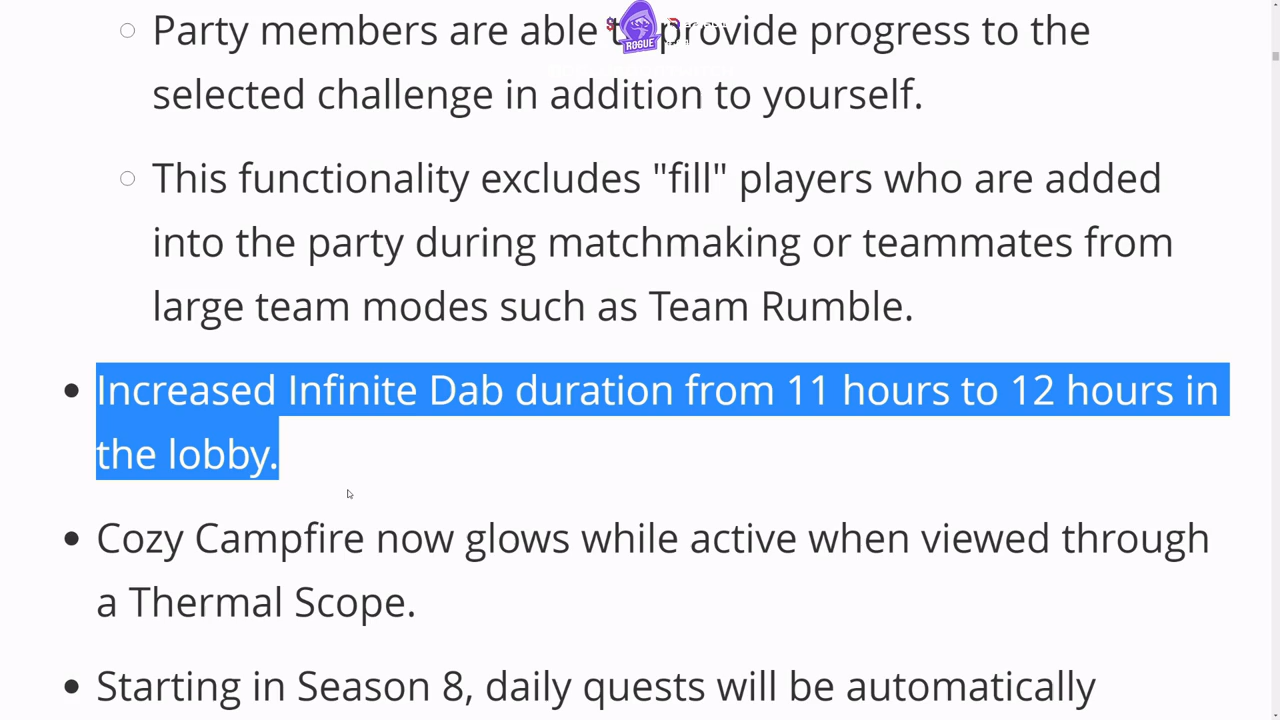 Party members are able t provide progress to the
selected challenge in addition to yourself.
This functionality excludes "fill" players who are added
into the party during matchmaking or teammates from
large team modes such as Team Rumble.
Increased Infinite Dab duration from 11 hours to 12 hours in
the lobby.
Cozy Campfire now glows while active when viewed through
a Thermal Scope.
Starting in Season 8, daily quests will be automatically
ROGUE